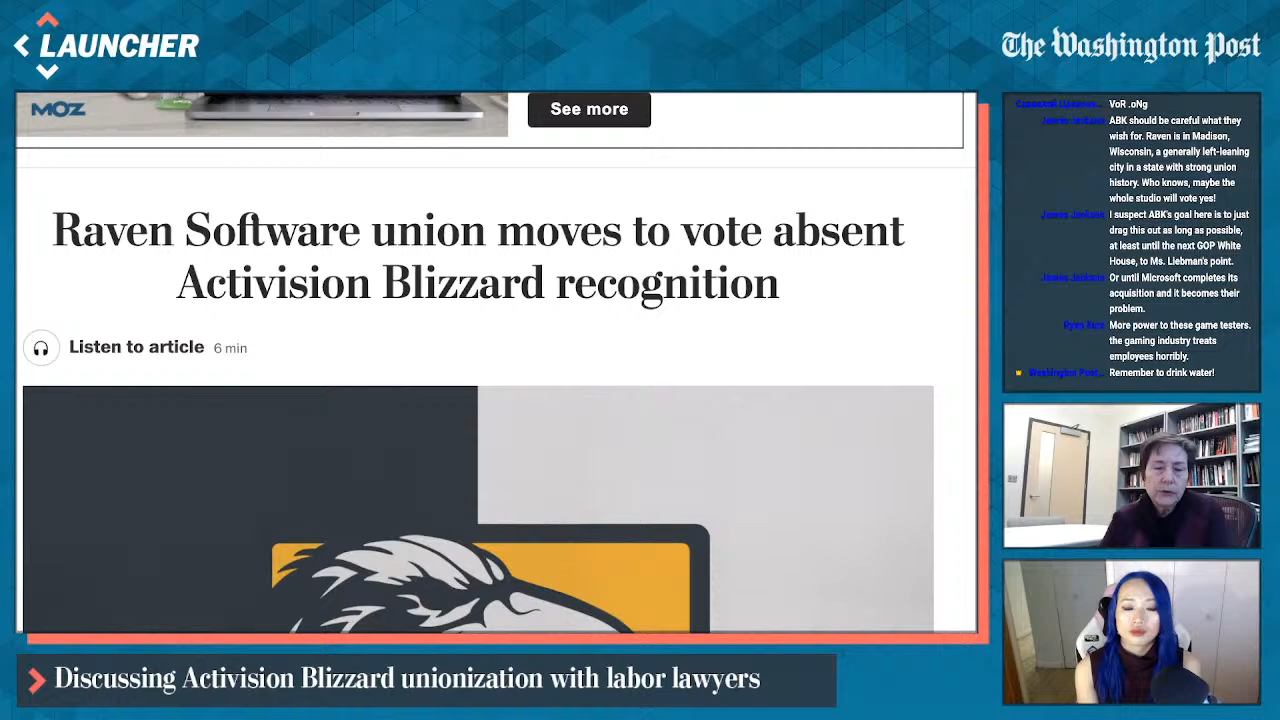 LAUNCHER
The Washington Post
MOZ
See more
Raven Software union moves to vote absent
Activision Blizzard recognition
Listen to article 6 min
VoR .oNg
ABK should be careful what they
wish for. Raven is in Madison,
Wisconsin, a generally left-leaning
city in a state with strong union
history. Who knows, maybe the
whole studio will vote yes!
I suspect ABK's goal here is to just
drag this out as long as possible,
at least until the next GOP White
House, to Ms. Liebman's point.
Or until Microsoft completes its
acquisition and it becomes their
problem.
More power to these game testers.
the gaming industry treats
employees horribly.
Washington Post... Remember to drink water!
Discussing Activision Blizzard unionization with labor lawyers